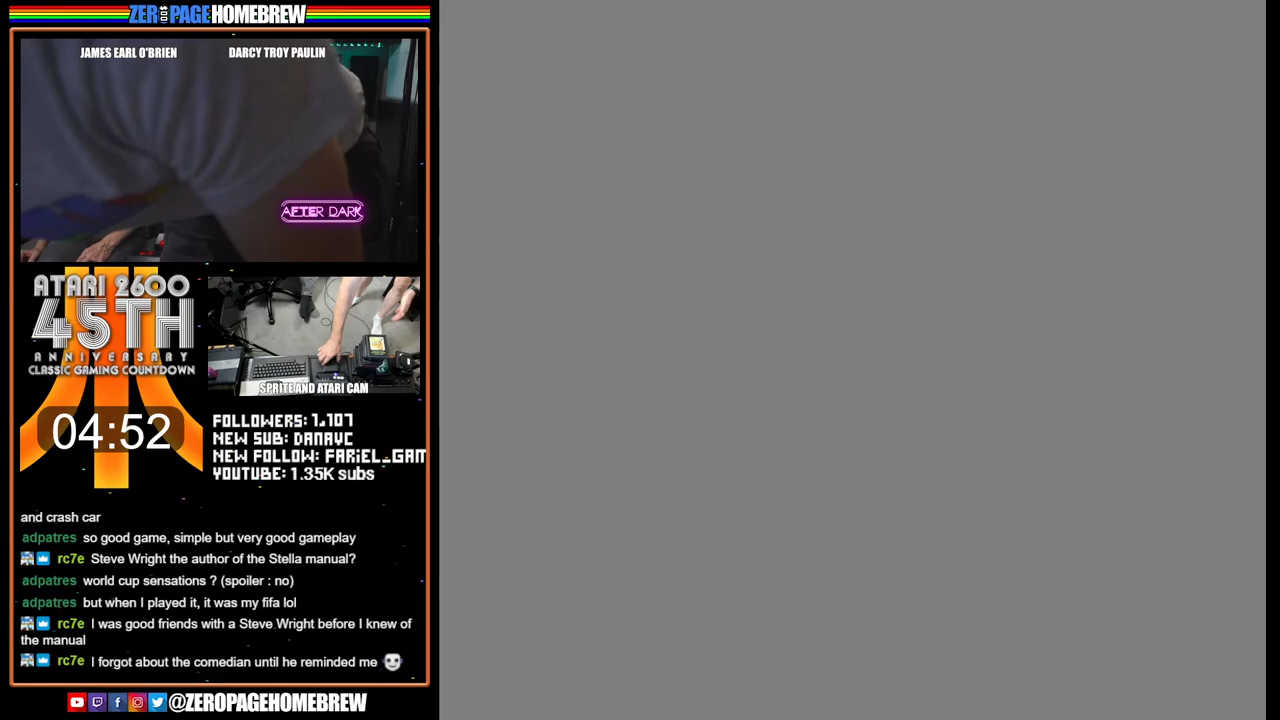 ZERO PAGE HOMEBREW
JAMES EARL O'BRIEN
DARCY TROY PAULIN
AFTER DARK
ATARI 2600
45TH
ANNIVERSARY
CLASSIC GAMING COUNTDOWN
04:52
SPRITE AND ATARI CAM
FOLLOWERS: 1,107
NEW SUB: DANAYC
NEW FOLLOW: FARIEL_GAM
YOUTUBE: 1.35K subs
and crash car
adpatres so good game, simple but very good gameplay
rc7e Steve Wright the author of the Stella manual?
adpatres world cup sensations ? (spoiler : no)
adpatres but when I played it, it was my fifa lol
rc7e I was good friends with a Steve Wright before I knew of
the manual
rc7e I forgot about the comedian until he reminded me
@ZEROPAGEHOMEBREW